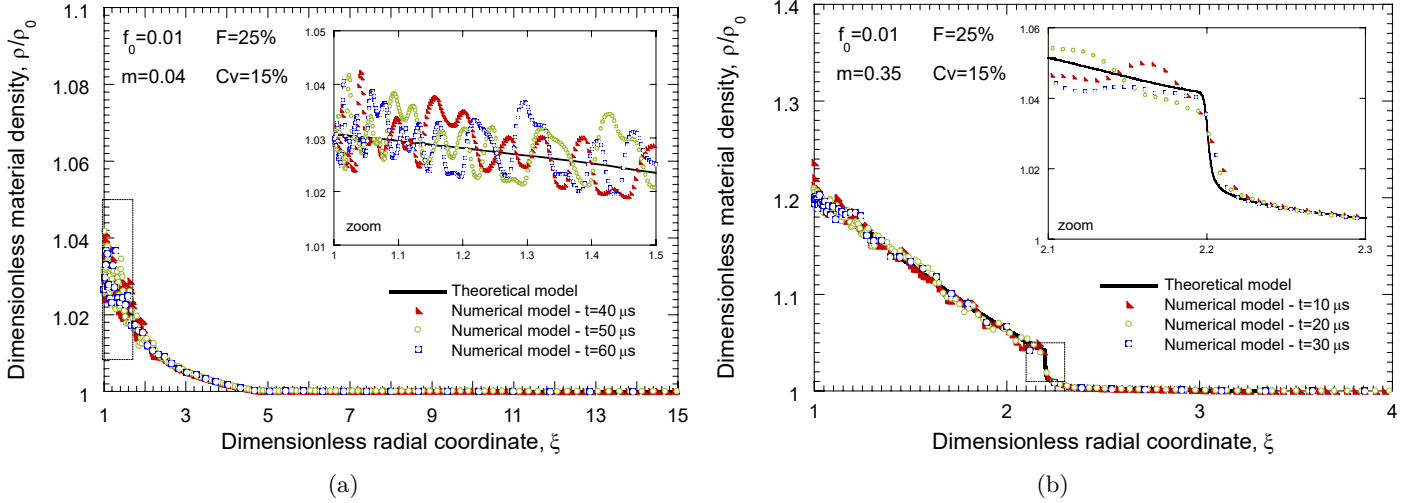 Dimensionless material density, ρ/ρ0
1.1
1.08
1.06
1.04
1.02
1
f0=0.01 F=25%
m=0.04 Cv=15%
1.05
1.04
1.03
1.02
1.01
zoom
1 1.1 1.2 1.3 1.4 1.5
Theoretical model
Numerical model - t=40 μs
Numerical model - t=50 μs
Numerical model - t=60 μs
1 3 5 7 9 11 13 15
Dimensionless radial coordinate, ξ
(a)
Dimensionless material density, ρ/ρ0
1.4
1.3
1.2
1.1
1
f0=0.01 F=25%
m=0.35 Cv=15%
1.06
1.04
1.02
1
zoom
2.1 2.2 2.3
Theoretical model
Numerical model - t=10 μs
Numerical model - t=20 μs
Numerical model - t=30 μs
1 2 3 4
Dimensionless radial coordinate, ξ
(b)